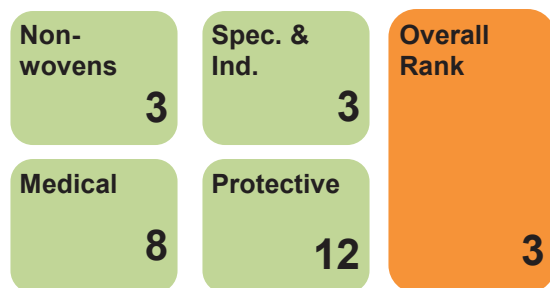 Non-
wovens
3
Spec. &
Ind.
3
Overall
Rank
3
Medical
8
Protective
12